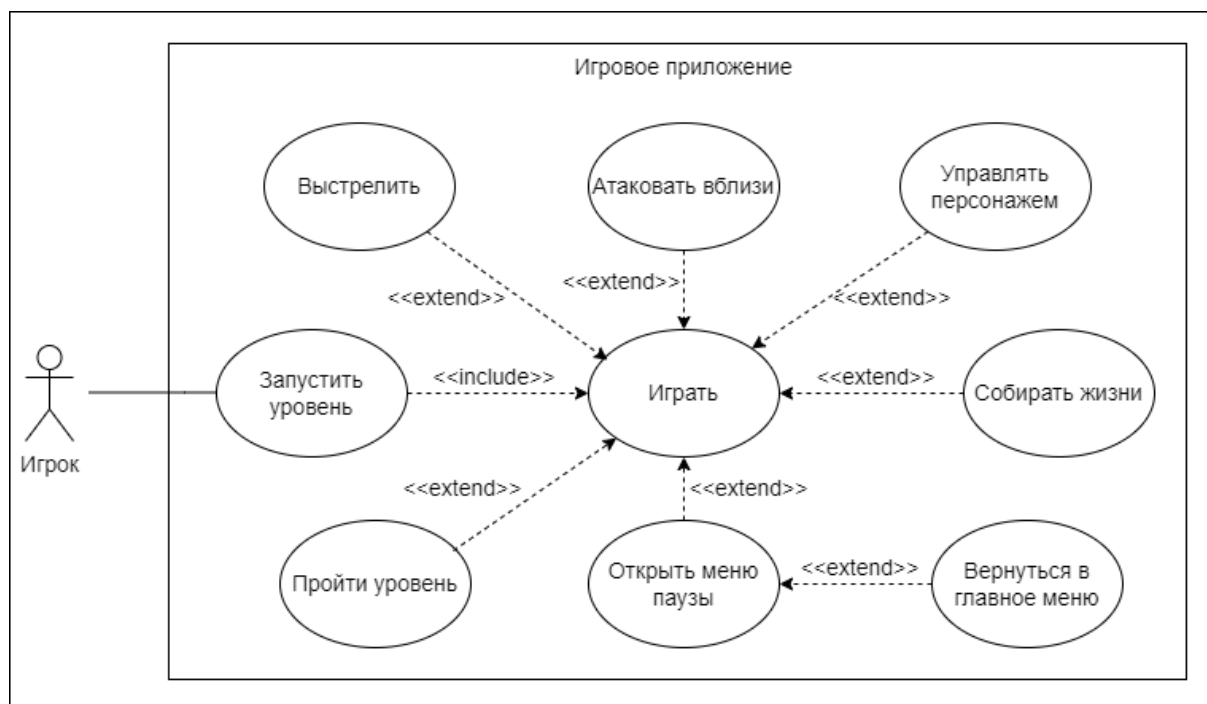 Игровое приложение
Выстрелить
Атаковать вблизи
Управлять
персонажем
<<extend>>
<<extend>>
<<extend>>
Запустить
уровень
<<include>>
Играть
<<extend>>
Собирать жизни
Игрок
<<extend>>
<<extend>>
Пройти уровень
Открыть меню
паузы
<<extend>>
Вернуться в
главное меню